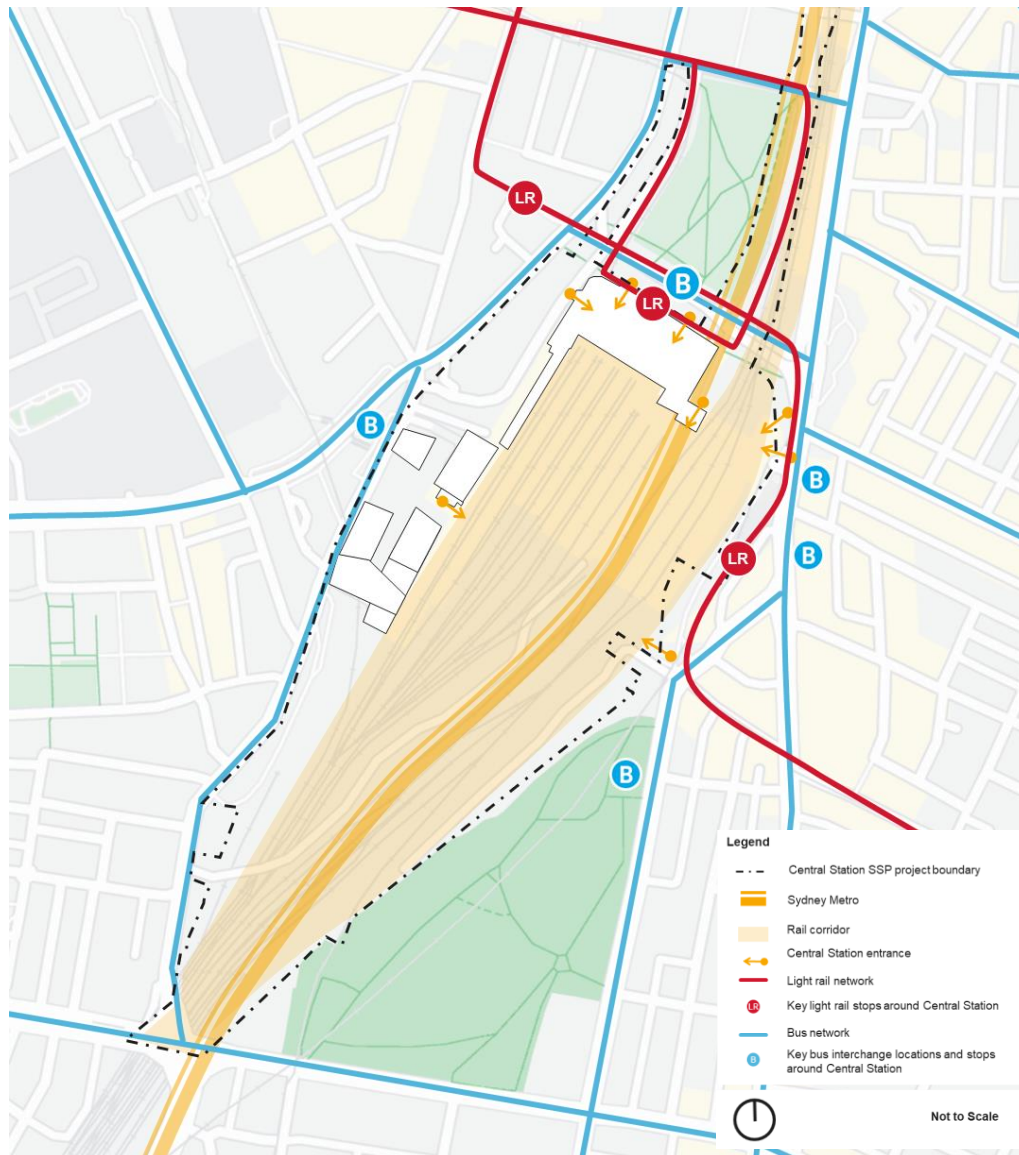 LR
B
LR
B
B
B
LR
B
Legend
Central Station SSP project boundary
Sydney Metro
Rail corridor
Central Station entrance
Light rail network
LR
Key light rail stops around Central Station
Bus network
B
Key bus interchange locations and stops
around Central Station
Not to Scale